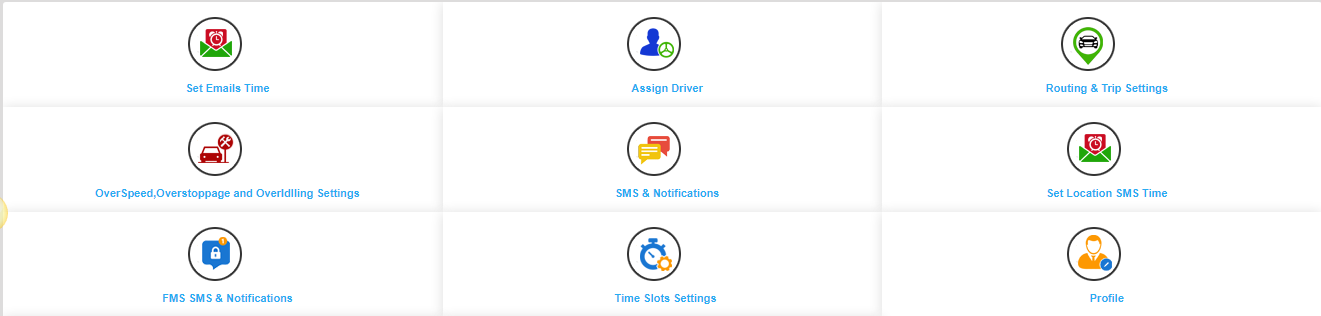 Set Emails Time
Assign Driver
Routing & Trip Settings
OverSpeed,Overstoppage and OverIdlling Settings
SMS & Notifications
Set Location SMS Time
FMS SMS & Notifications
Time Slots Settings
Profile